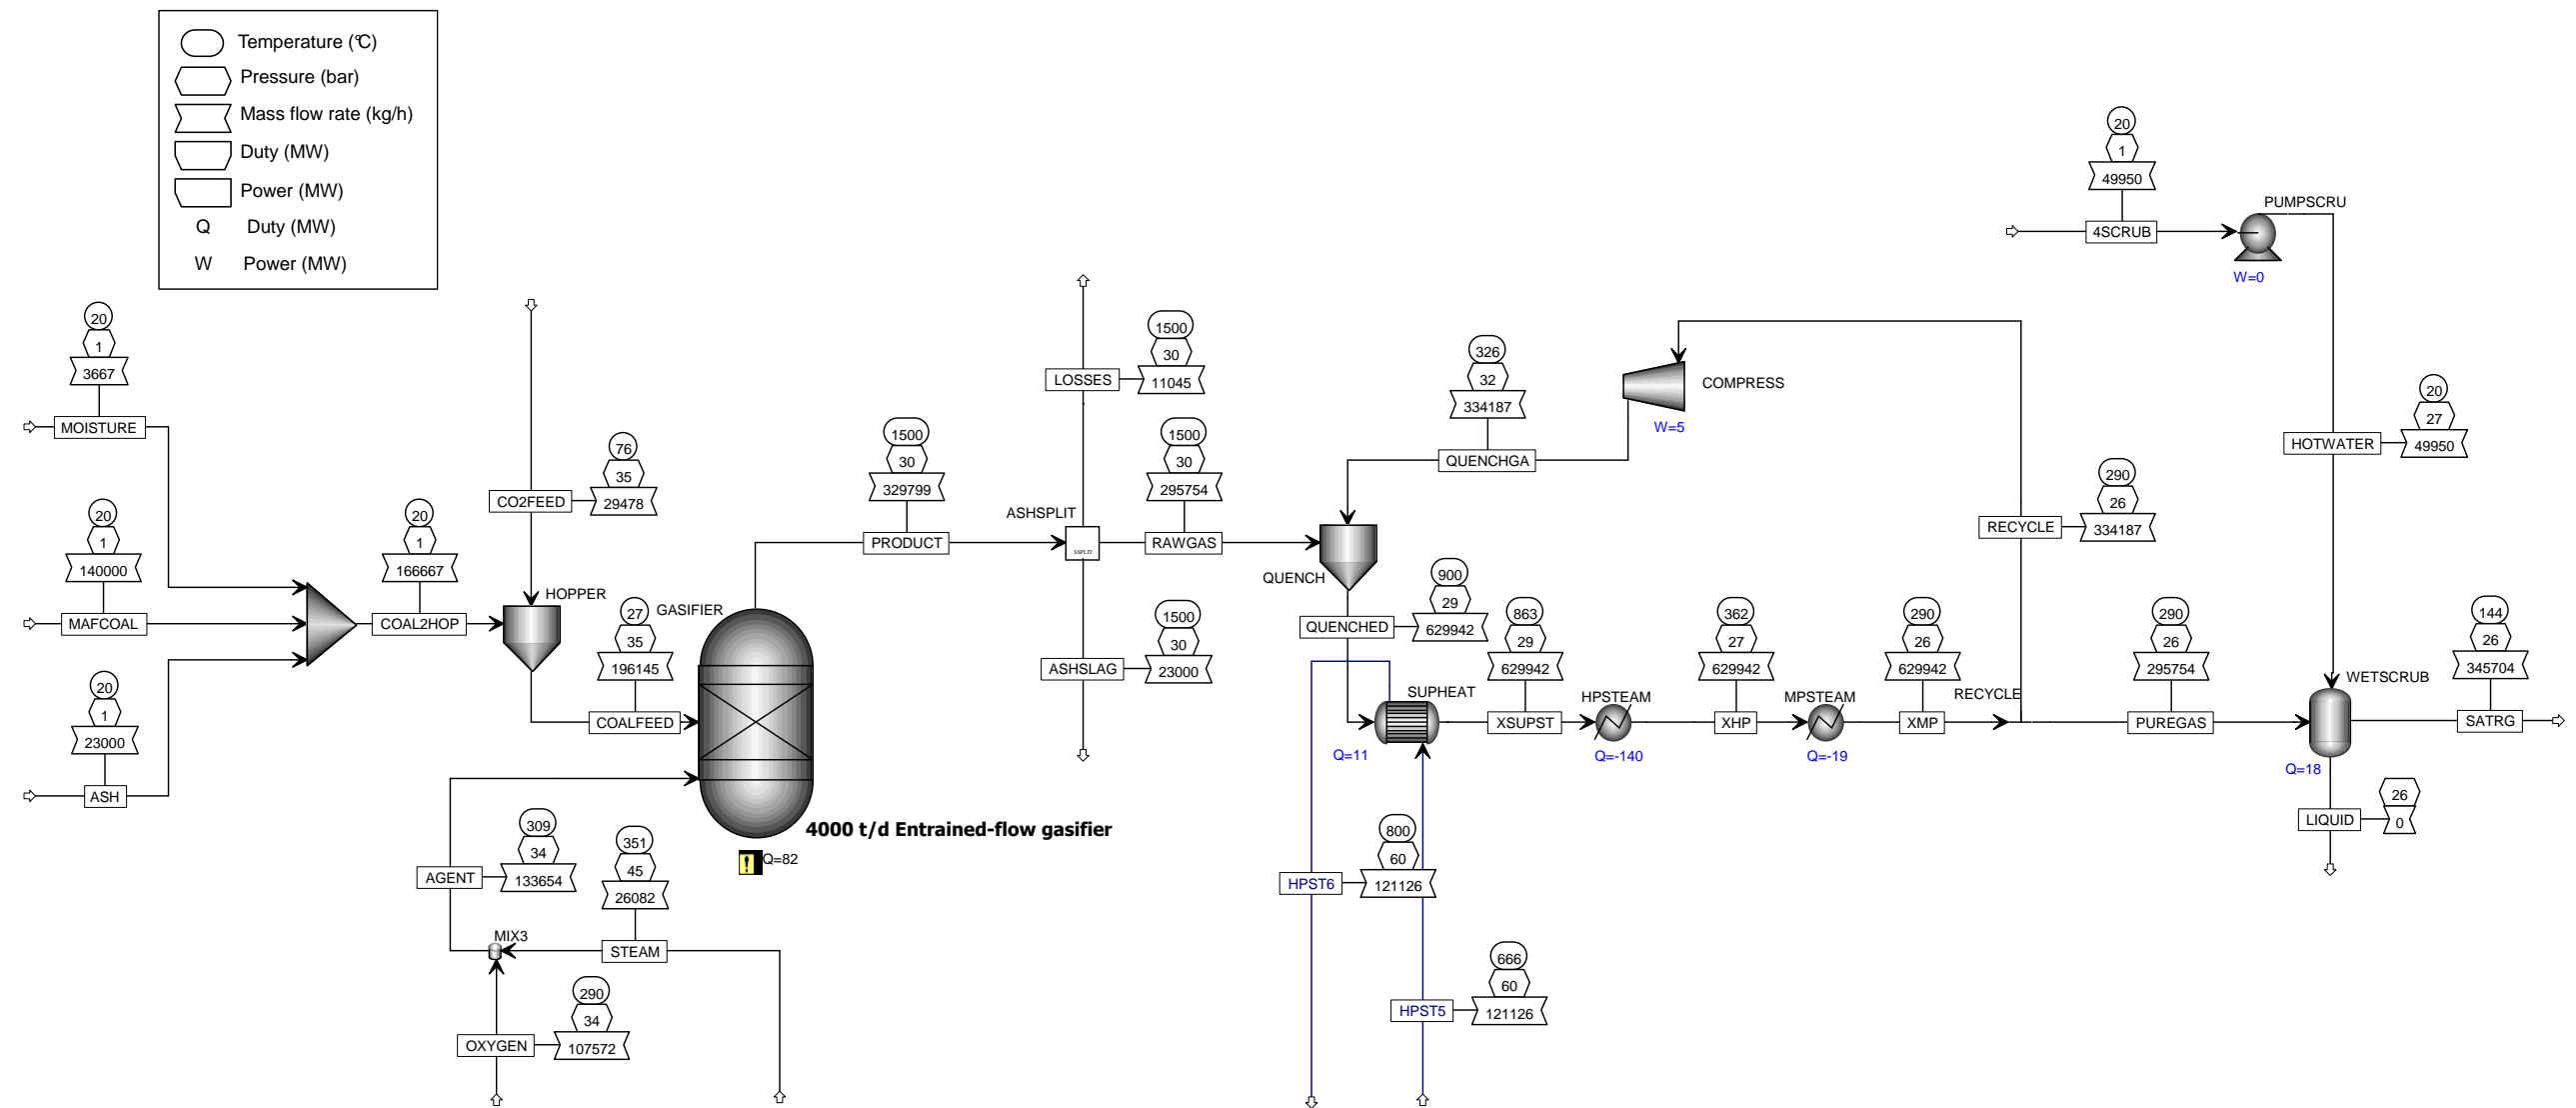 Temperature (℃)
Pressure (bar)
Mass flow rate (kg/h)
Duty (MW)
Power (MW)
Q Duty (MW)
W Power (MW)
20
1
3667
MOISTURE
20
1
140000
MAFCOAL
20
1
23000
ASH
20
1
166667
COAL2HOP
76
35
29478
CO2FEED
HOPPER
27
35
196145
COALFEED
GASIFIER
4000 t/d Entrained-flow gasifier
! Q=82
309
34
133654
AGENT
351
45
26082
STEAM
MIX3
290
34
107572
OXYGEN
1500
30
329799
PRODUCT
ASHSPLIT
SSPLIT
1500
30
11045
LOSSES
1500
30
295754
RAWGAS
1500
30
23000
ASHSLAG
QUENCH
326
32
334187
QUENCHGA
COMPRESS
W=5
900
29
629942
QUENCHED
SUPHEAT
Q=11
863
29
629942
XSUPST
HPSTEAM
Q=-140
362
27
629942
XHP
MPSTEAM
Q=-19
290
26
629942
XMP
RECYCLE
290
26
334187
RECYCLE
800
60
121126
HPST6
666
60
121126
HPST5
290
26
295754
PUREGAS
20
1
49950
4SCRUB
PUMPSCRU
W=0
20
27
49950
HOTWATER
WETSCRUB
Q=18
144
26
345704
SATRG
26
0
LIQUID